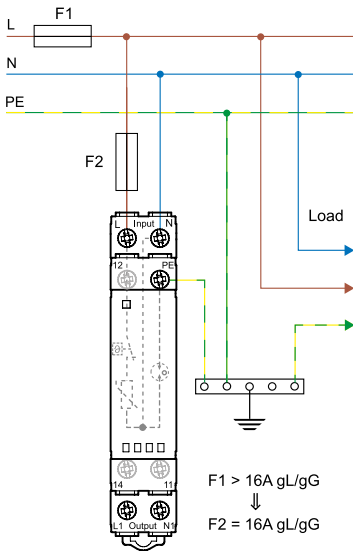 F1
L
N
PE
F2
L Input N
Load
12 PE
14 11
F1 > 16A gL/gG
⇓
L1 Output N1
F2 = 16A gL/gG